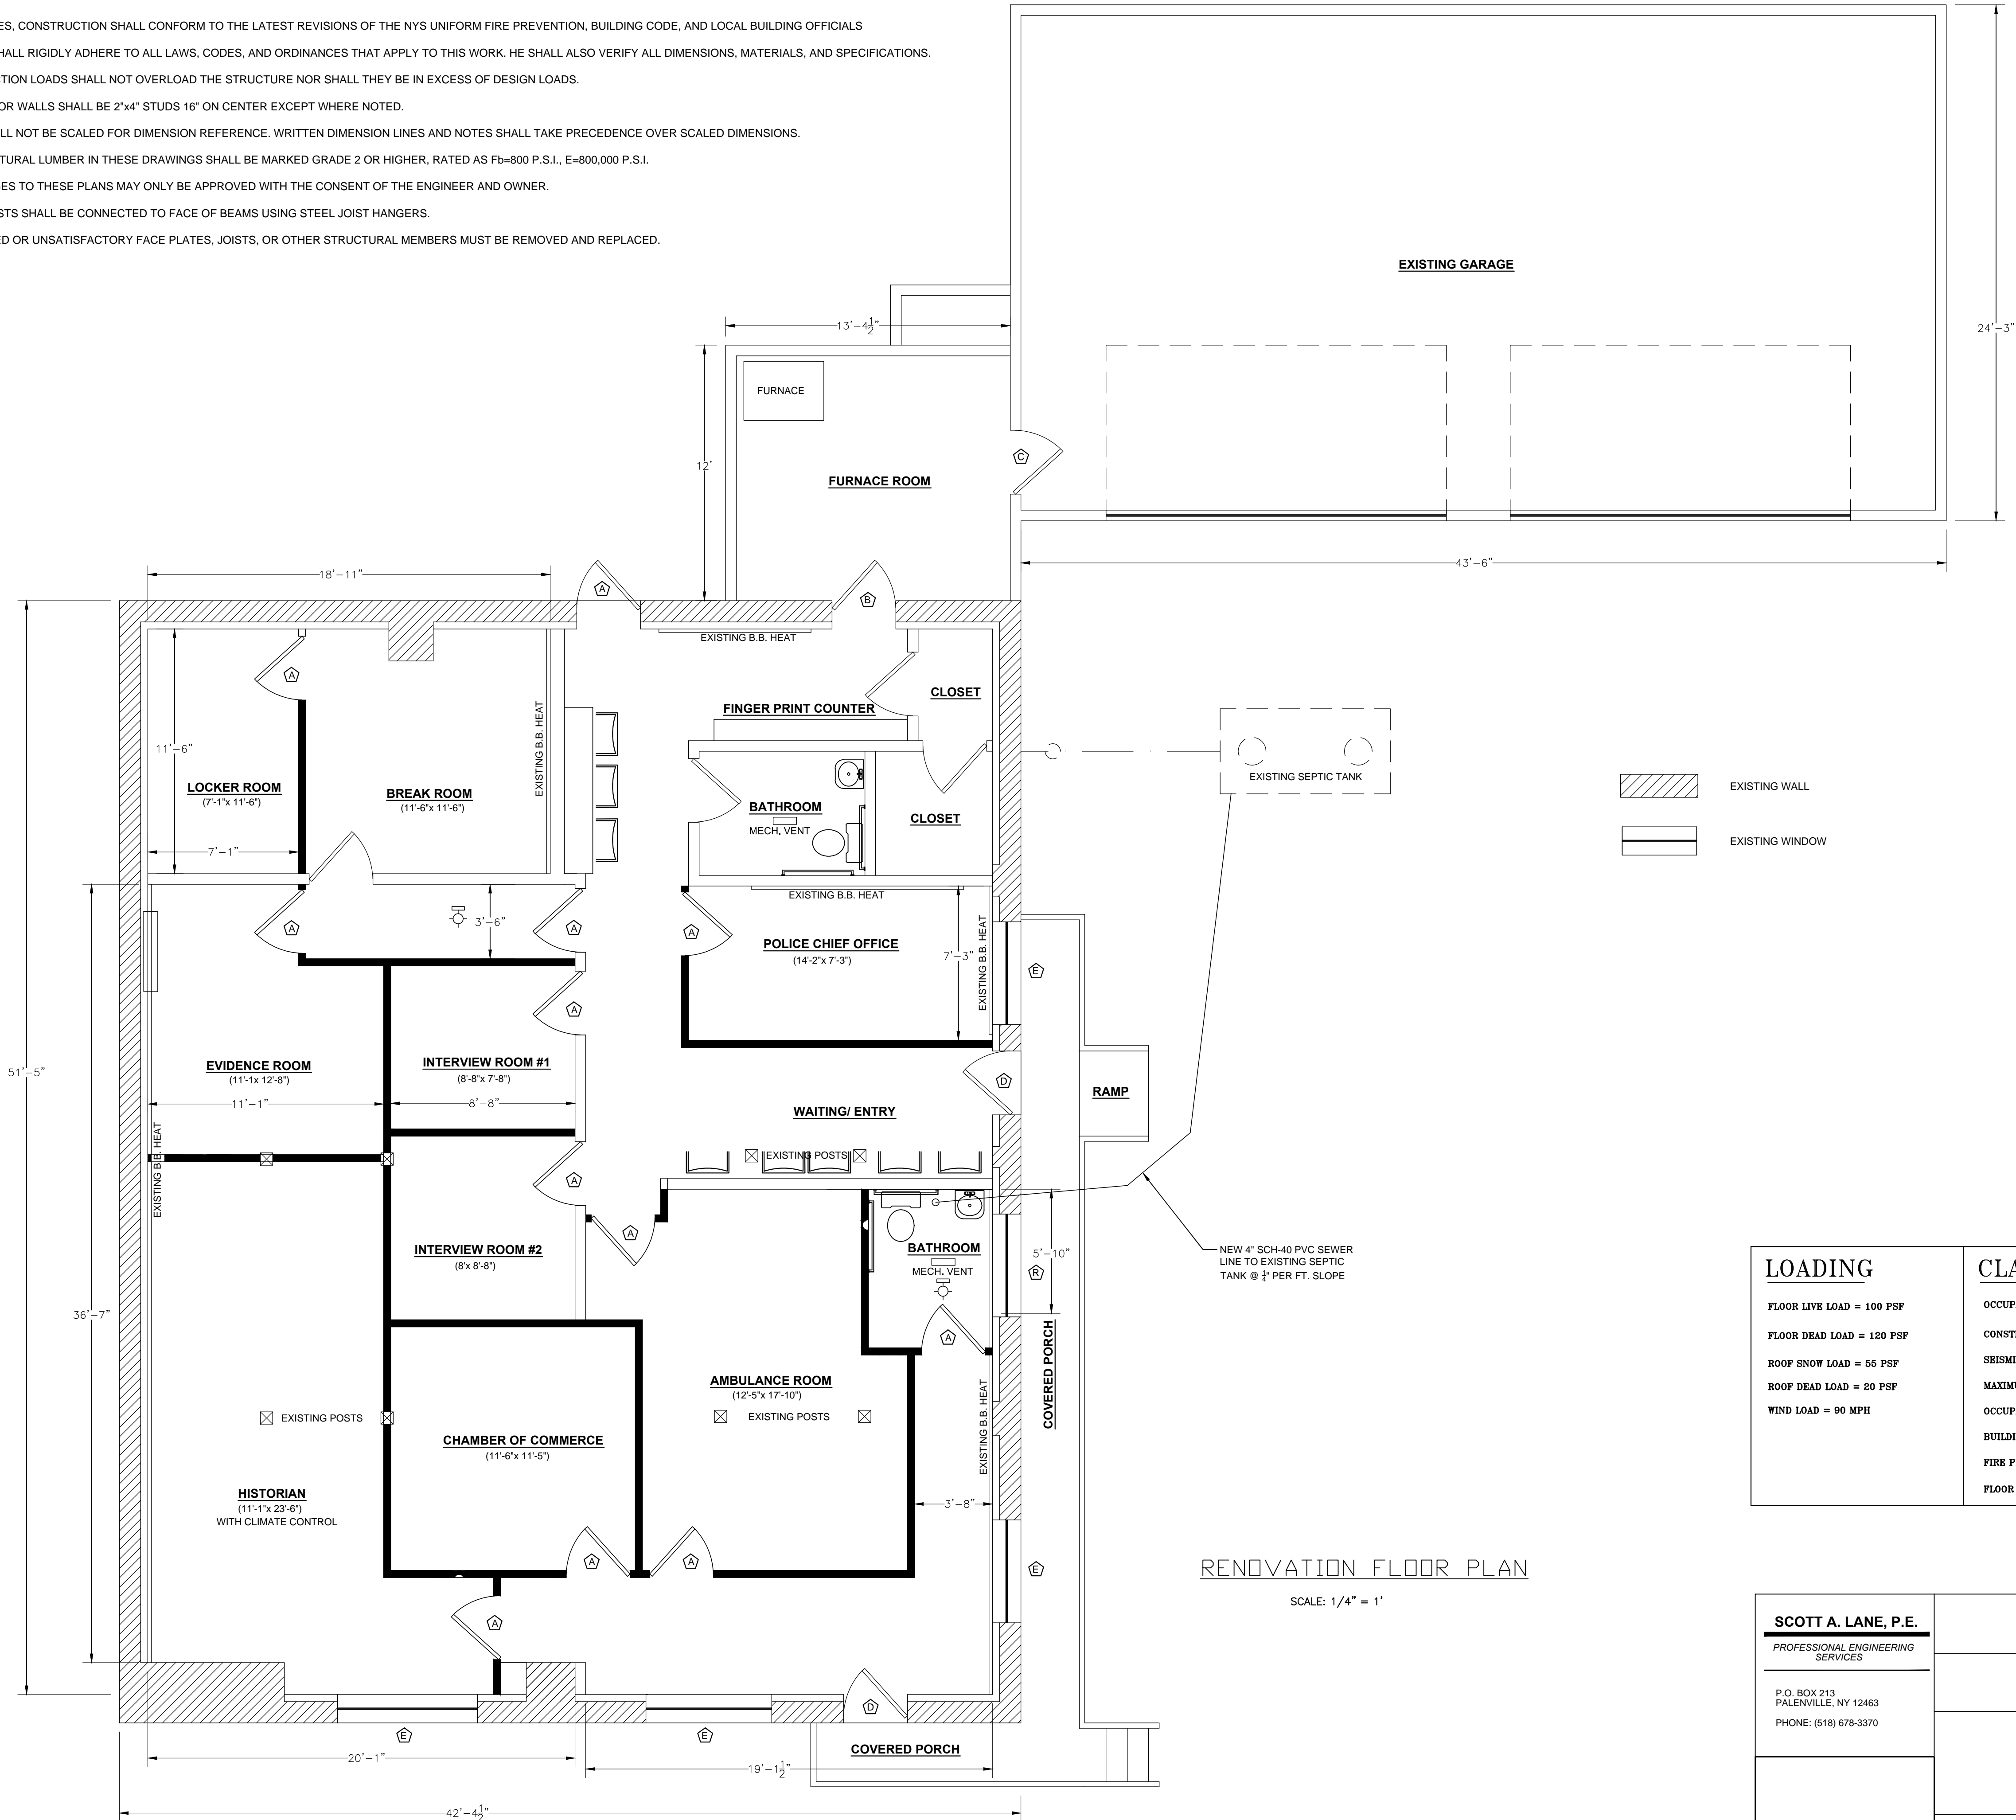 ES, CONSTRUCTION SHALL CONFORM TO THE LATEST REVISIONS OF THE NYS UNIFORM FIRE PREVENTION, BUILDING CODE, AND LOCAL BUILDING OFFICIALS
HALL RIGIDLY ADHERE TO ALL LAWS, CODES, AND ORDINANCES THAT APPLY TO THIS WORK. HE SHALL ALSO VERIFY ALL DIMENSIONS, MATERIALS, AND SPECIFICATIONS.
CTION LOADS SHALL NOT OVERLOAD THE STRUCTURE NOR SHALL THEY BE IN EXCESS OF DESIGN LOADS.
OR WALLS SHALL BE 2"x4" STUDS 16" ON CENTER EXCEPT WHERE NOTED.
LL NOT BE SCALED FOR DIMENSION REFERENCE. WRITTEN DIMENSION LINES AND NOTES SHALL TAKE PRECEDENCE OVER SCALED DIMENSIONS.
TURAL LUMBER IN THESE DRAWINGS SHALL BE MARKED GRADE 2 OR HIGHER, RATED AS Fb=800 P.S.I., E=800,000 P.S.I.
ES TO THESE PLANS MAY ONLY BE APPROVED WITH THE CONSENT OF THE ENGINEER AND OWNER.
STS SHALL BE CONNECTED TO FACE OF BEAMS USING STEEL JOIST HANGERS.
ED OR UNSATISFACTORY FACE PLATES, JOISTS, OR OTHER STRUCTURAL MEMBERS MUST BE REMOVED AND REPLACED.
EXISTING GARAGE
24'-3"
13'-4 1/2"
FURNACE
12'
C
FURNACE ROOM
43'-6"
18'-11"
A
B
EXISTING B.B. HEAT
A
CLOSET
FINGER PRINT COUNTER
EXISTING B.B. HEAT
11'-6"
LOCKER ROOM
(7'-1"x 11'-6")
BREAK ROOM
(11'-6"x 11'-6")
BATHROOM
MECH, VENT
CLOSET
EXISTING SEPTIC TANK
EXISTING WALL
EXISTING WINDOW
7'-1"
EXISTING B.B. HEAT
3'-6"
A
A
A
POLICE CHIEF OFFICE
(14'-2"x 7'-3")
7'-3"
EXISTING B.B. HEAT
E
A
EVIDENCE ROOM
(11'-1x 12'-8")
11'-1"
INTERVIEW ROOM #1
(8'-8"x 7'-8")
8'-8"
51'-5"
D
RAMP
WAITING/ ENTRY
EXISTING POSTS
EXISTING B.B. HEAT
A
A
INTERVIEW ROOM #2
(8'x 8'-8")
BATHROOM
MECH, VENT
5'-10"
R
A
NEW 4" SCH-40 PVC SEWER
LINE TO EXISTING SEPTIC
TANK @ 1/4" PER FT. SLOPE
36'-7"
COVERED PORCH
AMBULANCE ROOM
(12'-5"x 17'-10")
EXISTING POSTS
EXISTING POSTS
EXISTING B.B. HEAT
CHAMBER OF COMMERCE
(11'-6"x 11'-5")
HISTORIAN
(11'-1"x 23'-6")
WITH CLIMATE CONTROL
3'-8"
A
A
E
A
E
E
D
COVERED PORCH
20'-1"
19'-1 1/2"
42'-4 1/2"
RENOVATION FLOOR PLAN
SCALE: 1/4" = 1'
LOADING
FLOOR LIVE LOAD = 100 PSF
FLOOR DEAD LOAD = 120 PSF
ROOF SNOW LOAD = 55 PSF
ROOF DEAD LOAD = 20 PSF
WIND LOAD = 90 MPH
CLA
OCCUP
CONST
SEISMI
MAXIM
OCCUP
BUILDI
FIRE P
FLOOR
SCOTT A. LANE, P.E.
PROFESSIONAL ENGINEERING
SERVICES
P.O. BOX 213
PALENVILLE, NY 12463
PHONE: (518) 678-3370